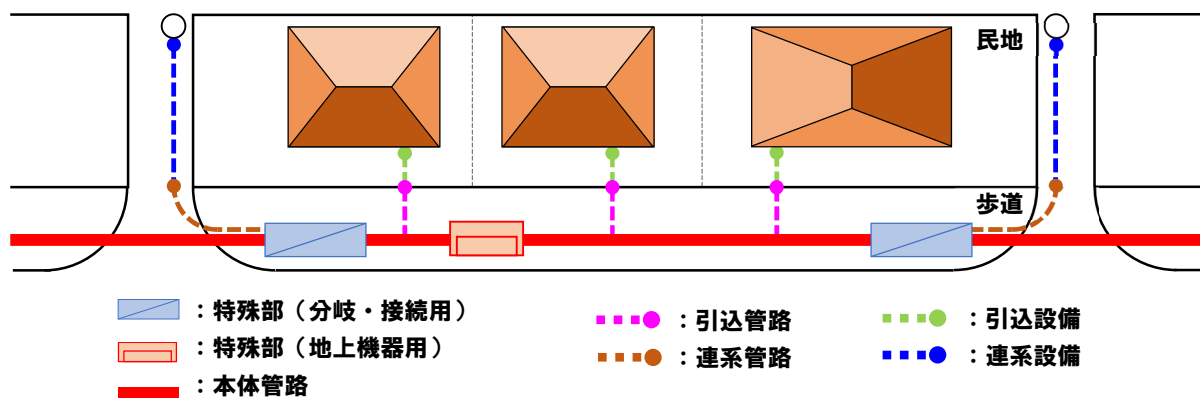 民地
歩道
：特殊部（分岐・接続用）
：特殊部（地上機器用）
：本体管路
：引込管路
：連系管路
：引込設備
：連系設備